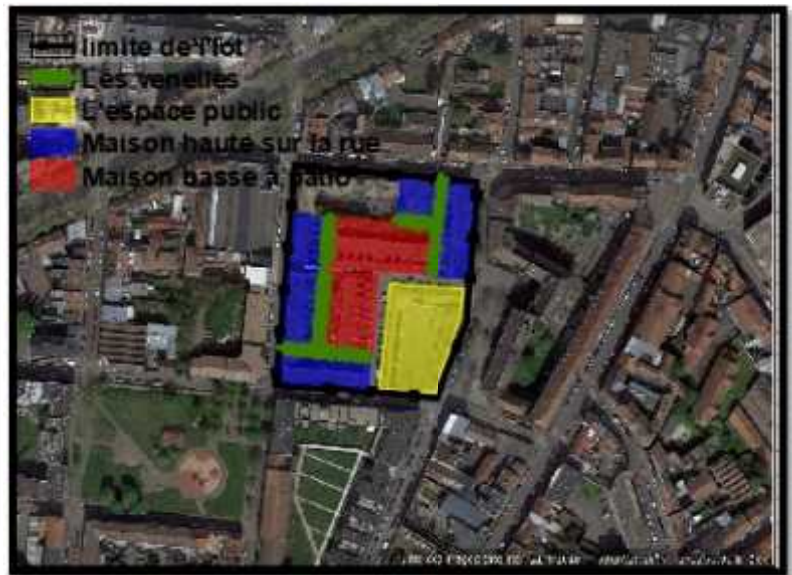 limite de l'îlot
Les venelles
L'espace public
Maison haute sur la rue
Maison basse à patio